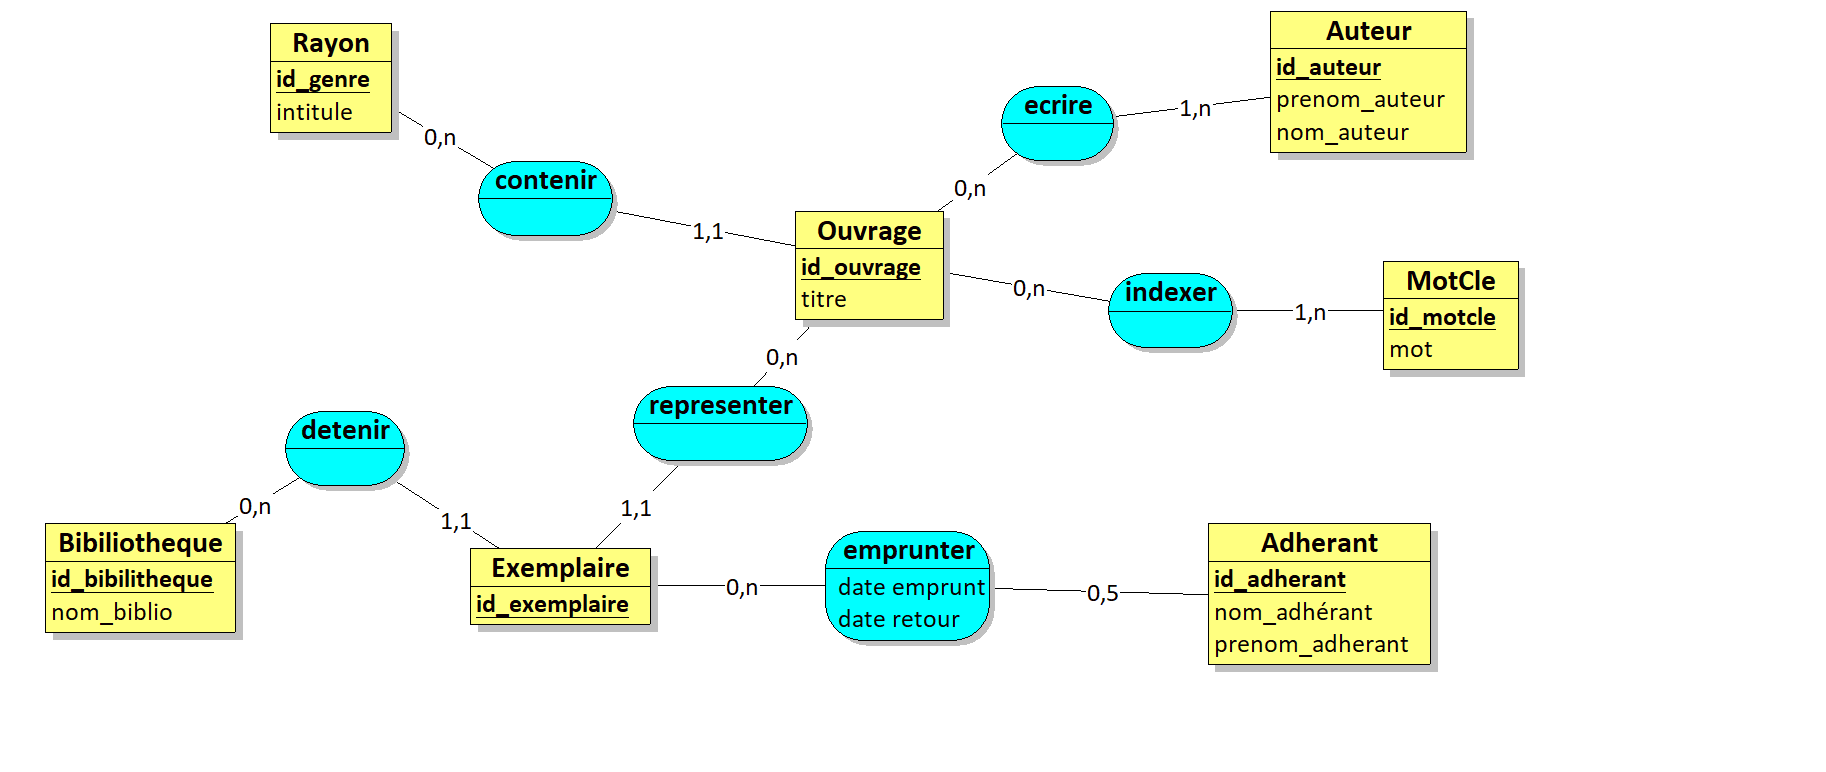 Rayon
id_genre
intitule
0,n
contenir
1,1
Auteur
id_auteur
prenom_auteur
nom_auteur
ecrire
1,n
0,n
Ouvrage
id_ouvrage
titre
0,n
indexer
1,n
MotCle
id_motcle
mot
0,n
representer
1,1
detenir
0,n
1,1
Bibiliotheque
id_bibilitheque
nom_biblio
Exemplaire
id_exemplaire
0,n
emprunter
date emprunt
date retour
0,5
Adherant
id_adherant
nom_adhérant
prenom_adherant